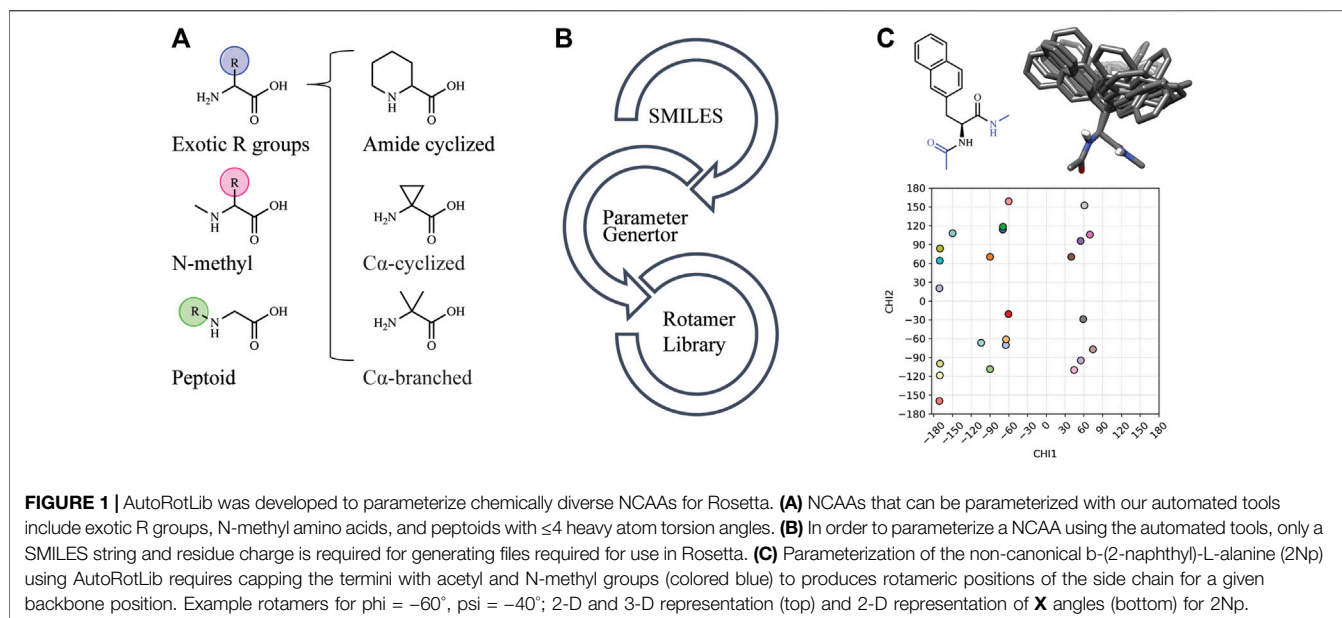 A
R
H₂N
OH
O
Exotic R groups
N
H
OH
O
Amide cyclized
R
N
H
OH
O
N-methyl
H₂N
OH
O
Cα-cyclized
R
N
H
OH
O
Peptoid
H₂N
OH
O
Cα-branched
B
SMILES
Parameter
Genertor
Rotamer
Library
C
O
N
H
O
NH
180
150
120
90
60
30
0
−30
−60
−90
−120
−150
−180
CHI2
−180
−150
−120
−90
−60
−30
0
30
60
90
120
150
180
CHI1
FIGURE 1 | AutoRotLib was developed to parameterize chemically diverse NCAAs for Rosetta. (A) NCAAs that can be parameterized with our automated tools
include exotic R groups, N-methyl amino acids, and peptoids with ≤4 heavy atom torsion angles. (B) In order to parameterize a NCAA using the automated tools, only a
SMILES string and residue charge is required for generating files required for use in Rosetta. (C) Parameterization of the non-canonical b-(2-naphthyl)-L-alanine (2Np)
using AutoRotLib requires capping the termini with acetyl and N-methyl groups (colored blue) to produces rotameric positions of the side chain for a given
backbone position. Example rotamers for phi = −60°, psi = −40°; 2-D and 3-D representation (top) and 2-D representation of X angles (bottom) for 2Np.